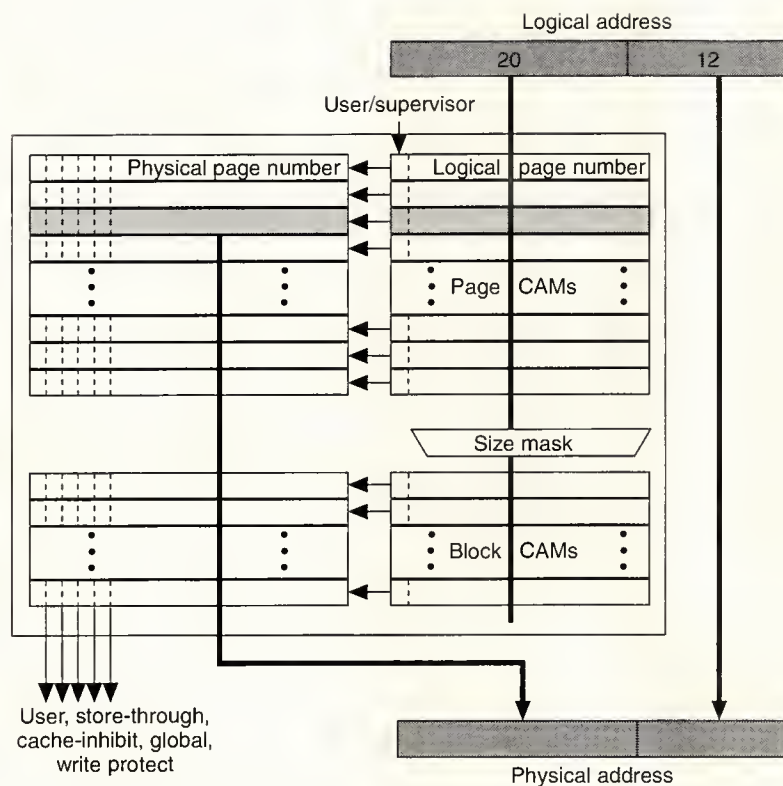 Logical address
20 12
User/supervisor
Physical page number
Logical page number
Page CAMs
Size mask
Block CAMs
User, store-through,
cache-inhibit, global,
write protect
Physical address